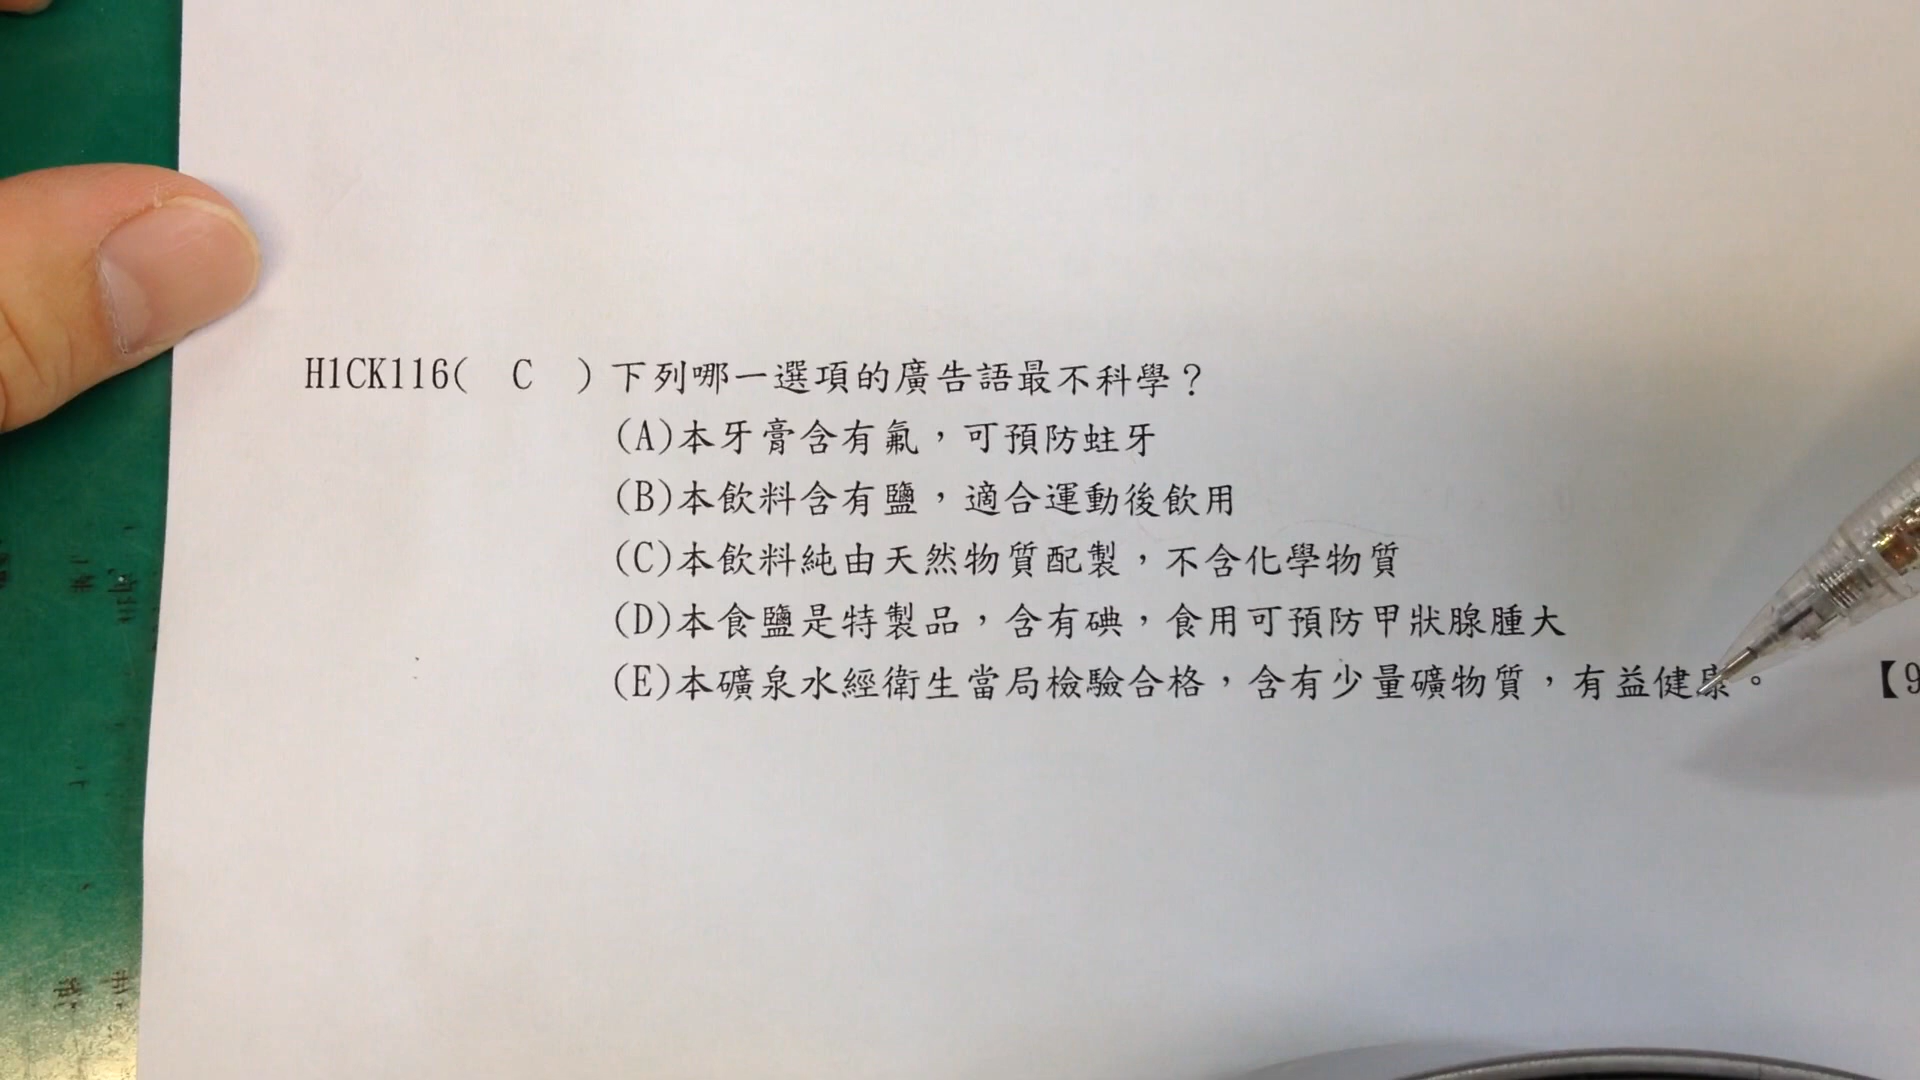 H1CK116( C )下列哪一選項的廣告語最不科學？
(A)本牙膏含有氟，可預防蛀牙
(B)本飲料含有鹽，適合運動後飲用
(C)本飲料純由天然物質配製，不含化學物質
(D)本食鹽是特製品，含有碘，食用可預防甲狀腺腫大
(E)本礦泉水經衛生當局檢驗合格，含有少量礦物質，有益健康。 【9